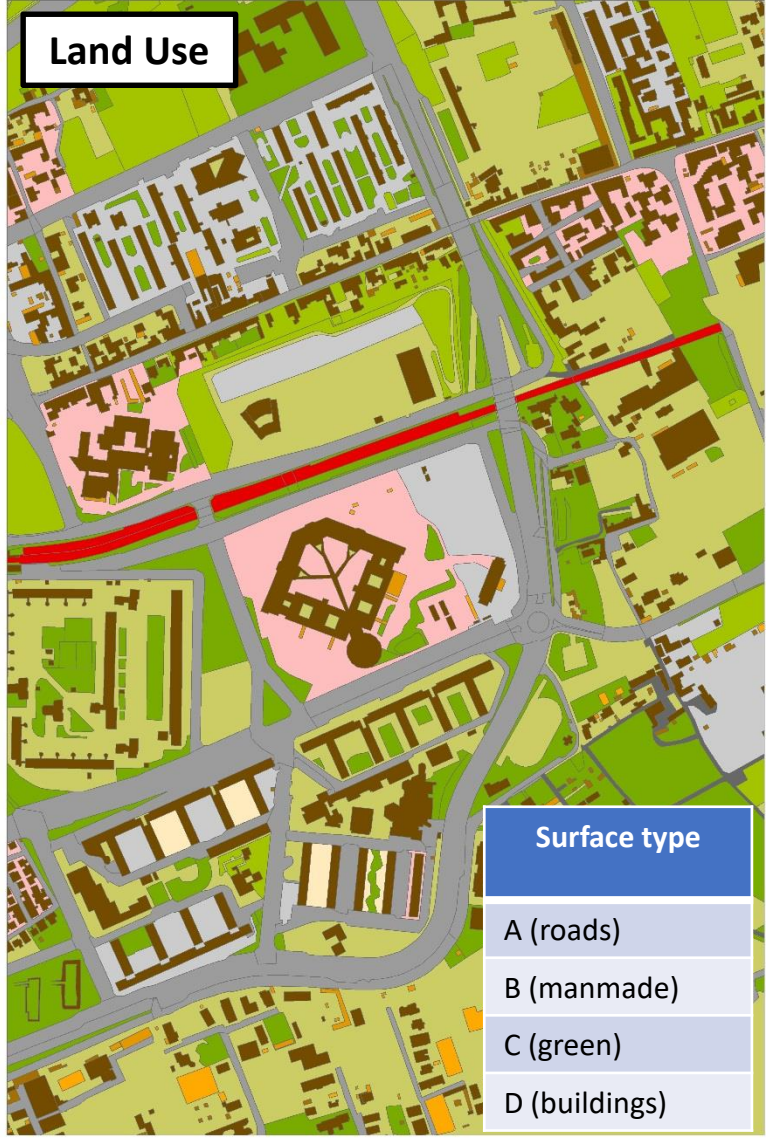 Land Use
Surface type
A (roads)
B (manmade)
C (green)
D (buildings)